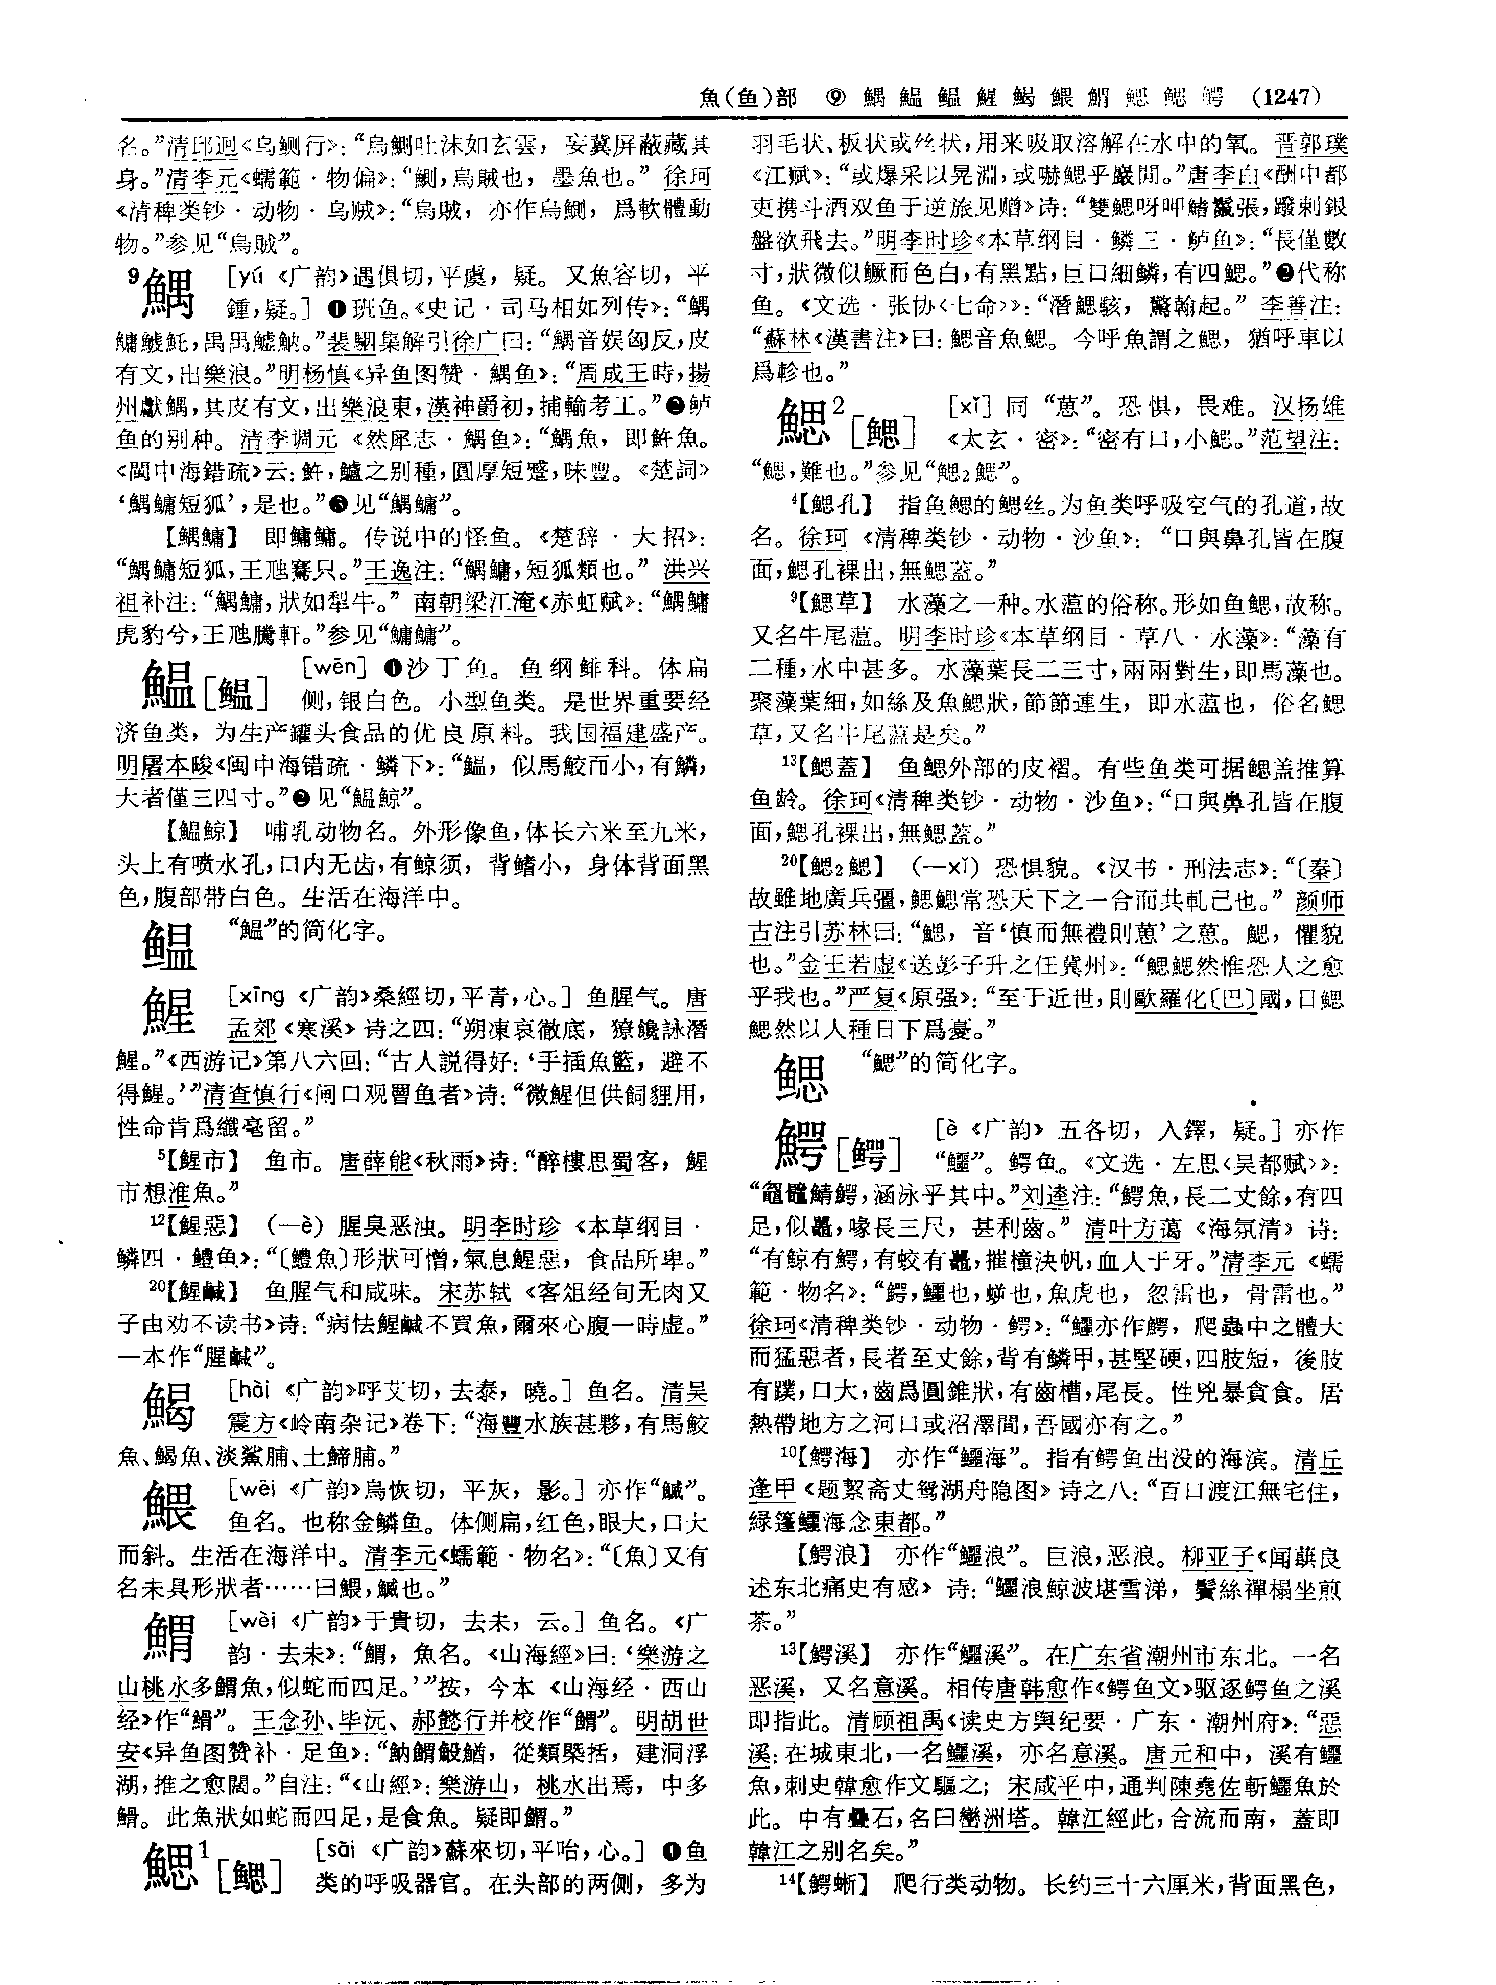 魚(鱼)部 ⑨ 鰅 鰛 鳁 鯹 鰑 鰃 鰖 鰓 鳃 鳄 (1247)
名。”清邱迥《乌鲗行》：“烏鰂吐沫如玄雲，妄冀屏蔽藏其
身。”清李元《蠕範·物偏》：“鰂，烏賊也，墨魚也。”徐珂
《清稗类钞·动物·乌贼》：“烏賊，亦作烏鰂，爲軟體動
物。”参见“烏賊”。
9鰅 [yú 《广韵》遇俱切，平虞，疑。又魚容切，平
鍾，疑。] ❶班鱼。《史记·司马相如列传》：“鰅
鳙鰬魠，禺禺鱋魶。”裴駰集解引徐广曰：“鰅音娱匈反，皮
有文，出樂浪。”明杨慎《异鱼图赞·鰅鱼》：“周成王時，揚
州獻鰅，其皮有文，出樂浪東，漢神爵初，捕輸考工。”❷鲈
鱼的别种。清李调元《然犀志·鰅鱼》：“鰅魚，即魿魚。
《閩中海錯疏》云：魿，鱸之别種，圓厚短蹙，味豐。《楚詞》
‘鰅鱅短狐’，是也。”❸见“鰅鱅”。
【鰅鱅】 即鱅鱅。传说中的怪鱼。《楚辞·大招》：
“鰅鱅短狐，王虺騫只。”王逸注：“鰅鱅，短狐類也。”洪兴
祖补注：“鰅鱅，狀如犁牛。”南朝梁江淹《赤虹赋》：“鰅鱅
虎豹兮，王虺騰軒。”参见“鱅鱅”。
鰛[鳁] [wēn] ❶沙丁鱼。鱼纲鲱科。体扁
侧，银白色。小型鱼类。是世界重要经
济鱼类，为生产罐头食品的优良原料。我国福建盛产。
明屠本畯《闽中海错疏·鳞下》：“鰛，似馬鮫而小，有鱗，
大者僅三四寸。”❷见“鰛鲸”。
【鰛鲸】 哺乳动物名。外形像鱼，体长六米至九米，
头上有喷水孔，口内无齿，有鲸须，背鳍小，身体背面黑
色，腹部带白色。生活在海洋中。
鳁 “鰛”的简化字。
鯹 [xīng 《广韵》桑經切，平青，心。] 鱼腥气。唐
孟郊《寒溪》诗之四：“朔凍哀徹底，獠饞詠潛
鯹。”《西游记》第八六回：“古人説得好：‘手插魚籃，避不
得鯹。’”清查慎行《闸口观罾鱼者》诗：“微鯹但供飼貍用，
性命肯爲纖毫留。”
5【鯹市】 鱼市。唐薛能《秋雨》诗：“醉樓思蜀客，鯹
市想淮魚。”
12【鯹惡】 (—è) 腥臭恶浊。明李时珍《本草纲目·
鳞四·鳢鱼》：“〔鱧魚〕形狀可憎，氣息鯹惡，食品所卑。”
20【鯹鹹】 鱼腥气和咸味。宋苏轼《客俎经旬无肉又
子由劝不读书》诗：“病怯鯹鹹不買魚，爾來心腹一時虚。”
一本作“腥鹹”。
[hài 《广韵》呼艾切，去泰，曉。] 鱼名。清吴
震方《岭南杂记》卷下：“海豐水族甚夥，有馬鮫
魚、魚、淡鯊脯、土鰽脯。”
鰃 [wēi 《广韵》烏恢切，平灰，影。] 亦作“鰄”。
鱼名。也称金鳞鱼。体侧扁，红色，眼大，口大
而斜。生活在海洋中。清李元《蠕範·物名》：“〔魚〕又有
名未具形狀者……曰鰃，鰄也。”
[wèi 《广韵》于貴切，去未，云。] 鱼名。《广
韵·去未》：“䱵，魚名。《山海經》曰：‘樂游之
山桃水多䱵魚，似蛇而四足。’”按，今本《山海经·西山
经》作“䱻”。王念孙、毕沅、郝懿行并校作“䱵”。明胡世
安《异鱼图赞补·足鱼》：“魶䱵䱹鰌，從類檃括，建洞浮
湖，推之愈闊。”自注：“《山經》：樂游山，桃水出焉，中多
䱻。此魚狀如蛇而四足，是食魚。疑即䱵。”
鰓1[鳃] [sāi 《广韵》蘇來切，平咍，心。] ❶鱼
类的呼吸器官。在头部的两侧，多为
羽毛状、板状或丝状，用来吸取溶解在水中的氧。晋郭璞
《江赋》：“或爆采以晃淵，或嚇鰓乎巖間。”唐李白《酬中都
吏携斗酒双鱼于逆旅见赠》诗：“雙鰓呀呷鰭鬣張，蹳剌銀
盤欲飛去。”明李时珍《本草纲目·鳞三·鲈鱼》：“長僅數
寸，狀微似鱖而色白，有黑點，巨口細鱗，有四鰓。”❷代称
鱼。《文选·张协〈七命〉》：“潛鰓駭，驚翰起。”李善注：
“蘇林《漢書注》曰：鰓音魚鰓。今呼魚謂之鰓，猶呼車以
爲軫也。”
鰓2[鳃] [xǐ] 同“葸”。恐惧，畏难。汉扬雄
《太玄·密》：“密有口，小鰓。”范望注：
“鰓，難也。”参见“鰓2鰓”。
4【鰓孔】 指鱼鳃的鳃丝。为鱼类呼吸空气的孔道，故
名。徐珂《清稗类钞·动物·沙鱼》：“口與鼻孔皆在腹
面，鰓孔裸出，無鰓蓋。”
9【鰓草】 水藻之一种。水蕰的俗称。形如鱼鳃，故称。
又名牛尾蕰。明李时珍《本草纲目·草八·水藻》：“藻有
二種，水中甚多。水藻葉長二三寸，兩兩對生，即馬藻也。
聚藻葉細，如絲及魚鰓狀，節節連生，即水蕰也，俗名鰓
草，又名牛尾蕰是矣。”
13【鰓蓋】 鱼鳃外部的皮褶。有些鱼类可据鳃盖推算
鱼龄。徐珂《清稗类钞·动物·沙鱼》：“口與鼻孔皆在腹
面，鰓孔裸出，無鰓蓋。”
20【鰓2鰓】 (—xǐ) 恐惧貌。《汉书·刑法志》：“〔秦〕
故雖地廣兵彊，鰓鰓常恐天下之一合而共軋己也。”颜师
古注引苏林曰：“鰓，音‘慎而無禮則葸’之葸。鰓，懼貌
也。”金王若虚《送彭子升之任冀州》：“鰓鰓然惟恐人之愈
乎我也。”严复《原强》：“至于近世，則歐羅化〔巴〕國，日鰓
鰓然以人種日下爲憂。”
鳃 “鰓”的简化字。
鰐[鳄] [è 《广韵》五各切，入鐸，疑。] 亦作
“鱷”。鳄鱼。《文选·左思〈吴都赋〉》：
“鼊鯖鰐，涵泳乎其中。”刘逵注：“鰐魚，長二丈餘，有四
足，似鼉，喙長三尺，甚利齒。”清叶方蔼《海氛清》诗：
“有鲸有鰐，有蛟有鼉，摧橦决帆，血人于牙。”清李元《蠕
範·物名》：“鰐，鱷也，也，魚虎也，忽雷也，骨雷也。”
徐珂《清稗类钞·动物·鳄》：“鱷亦作鰐，爬蟲中之體大
而猛惡者，長者至丈餘，背有鱗甲，甚堅硬，四肢短，後肢
有蹼，口大，齒爲圓錐狀，有齒槽，尾長。性兇暴貪食。居
熱帶地方之河口或沼澤間，吾國亦有之。”
10【鰐海】 亦作“鱷海”。指有鳄鱼出没的海滨。清丘
逢甲《题絜斋丈鸳湖舟隐图》诗之八：“百口渡江無宅住，
緑篷鱷海念東都。”
【鰐浪】 亦作“鱷浪”。巨浪，恶浪。柳亚子《闻蕻良
述东北痛史有感》诗：“鱷浪鲸波堪雪涕，鬢絲禪榻坐煎
茶。”
13【鰐溪】 亦作“鱷溪”。在广东省潮州市东北。一名
恶溪，又名意溪。相传唐韩愈作《鳄鱼文》驱逐鳄鱼之溪
即指此。清顾祖禹《读史方舆纪要·广东·潮州府》：“惡
溪：在城東北，一名鱷溪，亦名意溪。唐元和中，溪有鱷
魚，刺史韓愈作文驅之；宋咸平中，通判陳堯佐斬鱷魚於
此。中有疊石，名曰鸞洲塔。韓江經此，合流而南，蓋即
韓江之别名矣。”
14【鰐蜥】 爬行类动物。长约三十六厘米，背面黑色，